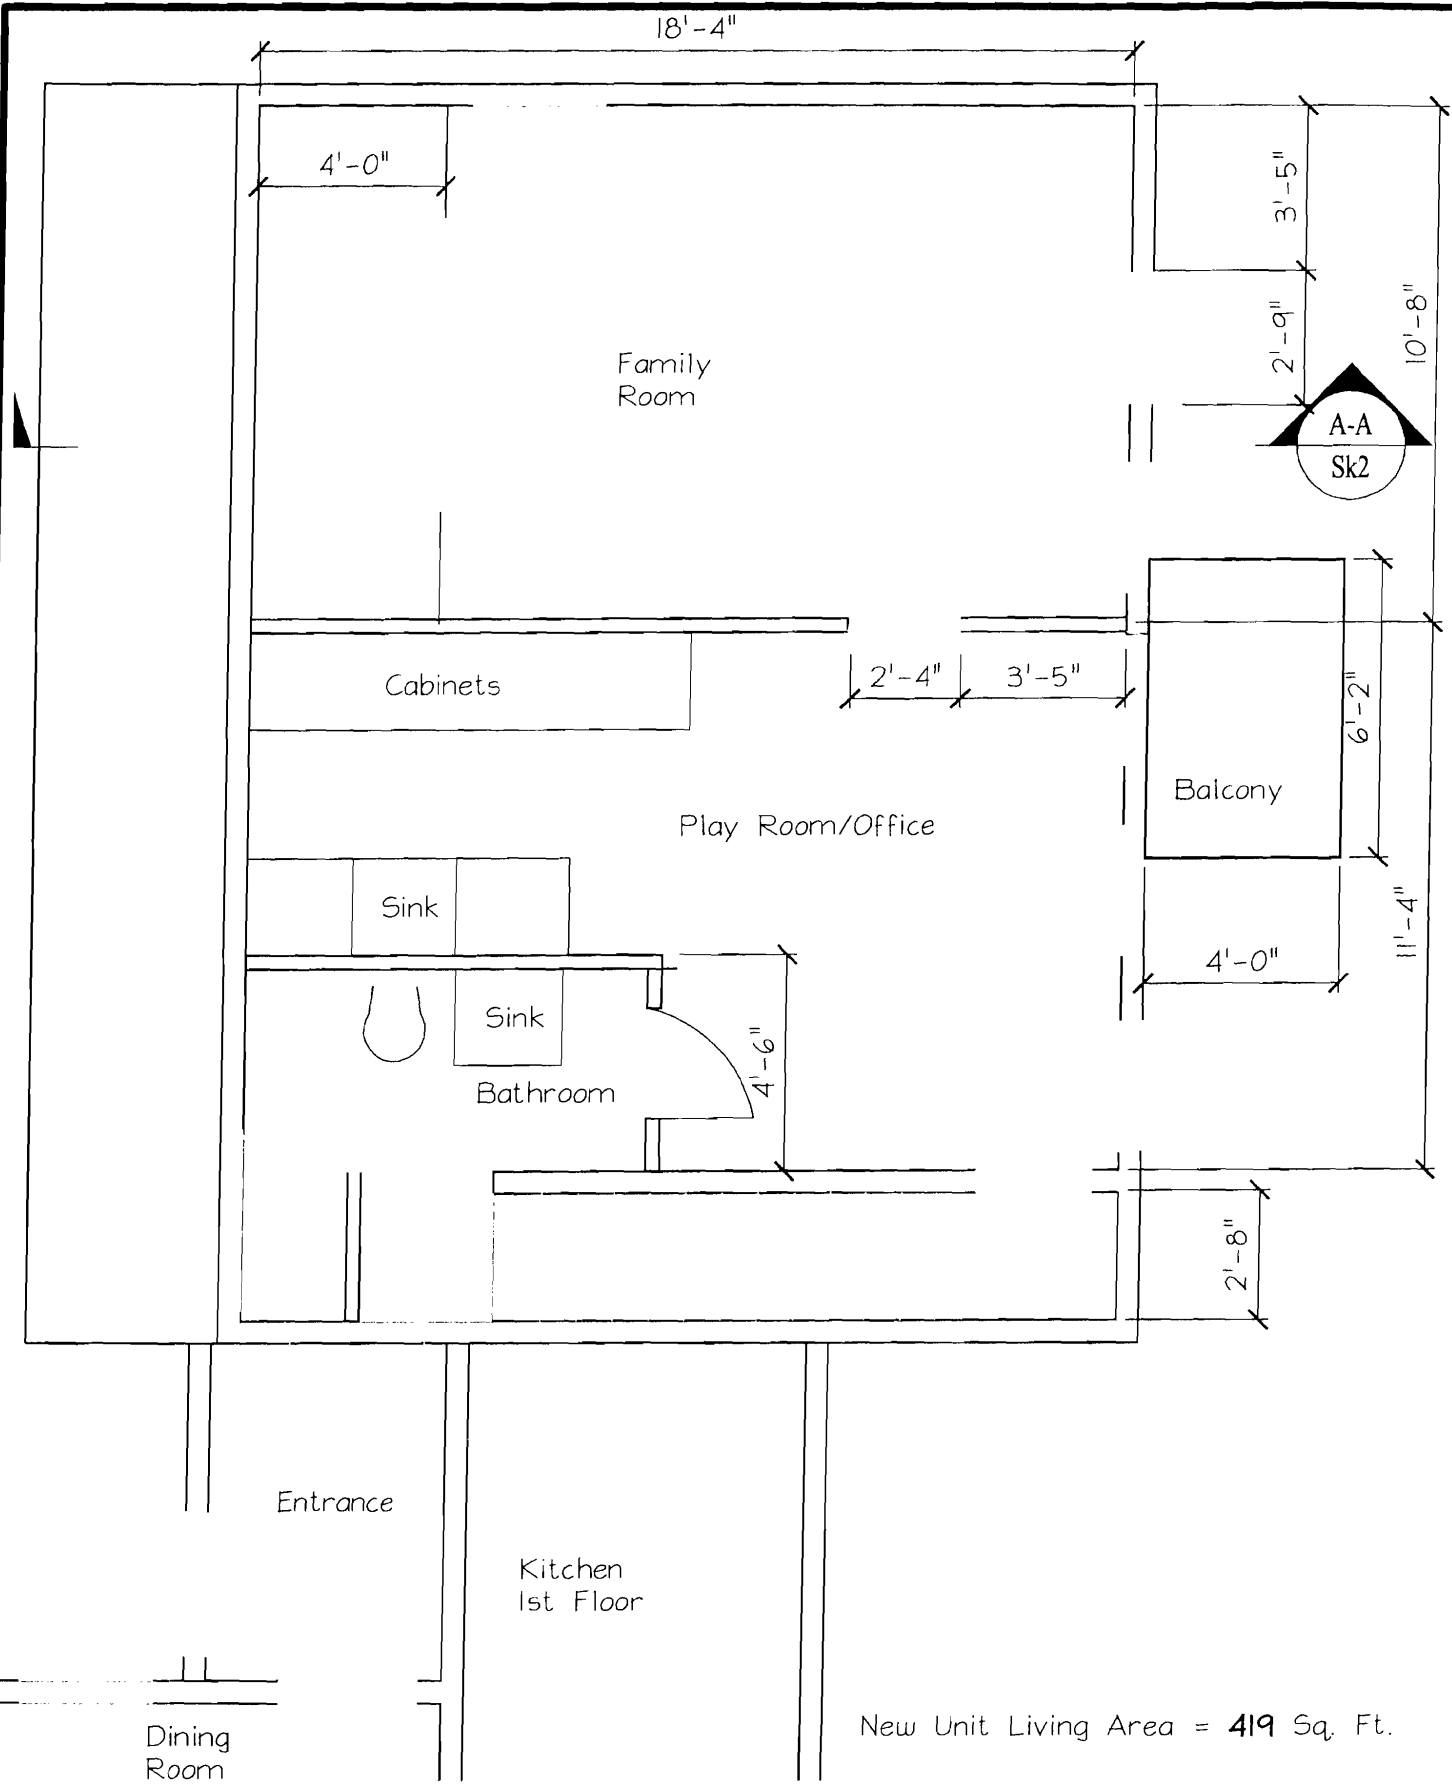 18'-4"
4'-0"
3'-5"
2'-9"
10'-8"
Family
Room
A-A
Sk2
Cabinets
2'-4"
3'-5"
6'-2"
Balcony
Play Room/Office
Sink
11'-4"
4'-0"
Sink
4'-6"
Bathroom
2'-8"
Entrance
Kitchen
1st Floor
New Unit Living Area = 419 Sq. Ft.
Dining
Room